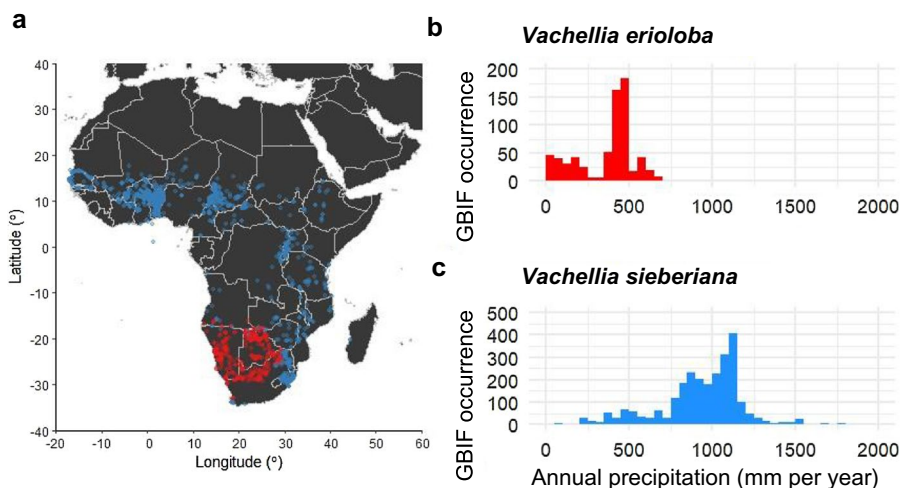 a
40
30
20
10
0
-10
-20
-30
-40
-20 -10 0 10 20 30 40 50 60
Latitude (°)
Longitude (°)
b
Vachellia erioloba
200
150
100
50
0
0 500 1000 1500 2000
GBIF occurrence
c
Vachellia sieberiana
500
400
300
200
100
0
0 500 1000 1500 2000
GBIF occurrence
Annual precipitation (mm per year)